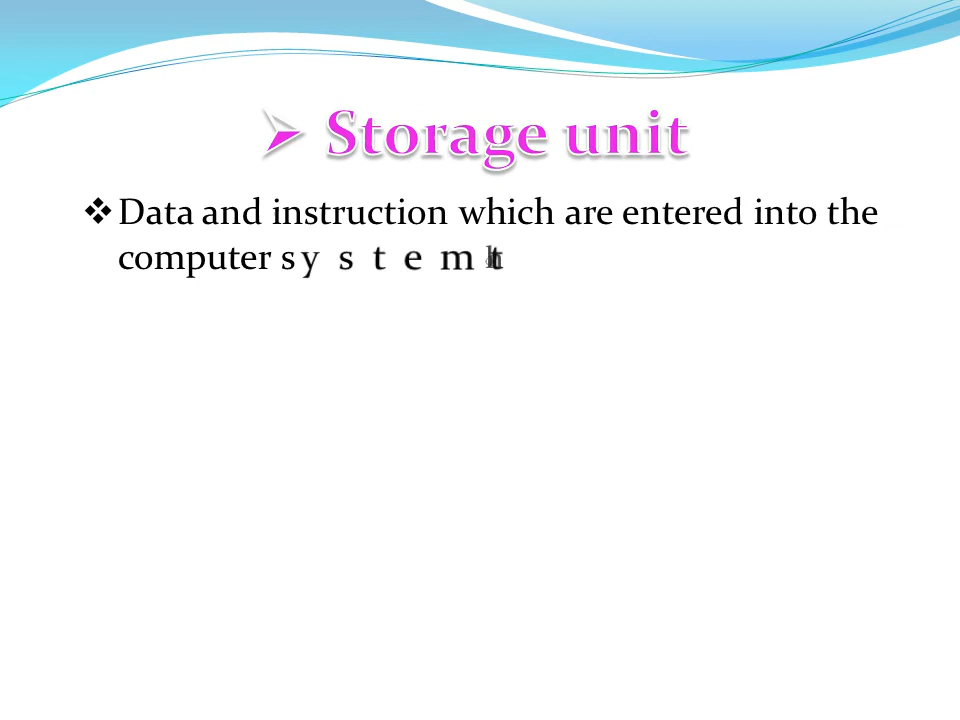 ➢ Storage unit
❖ Data and instruction which are entered into the
computer system